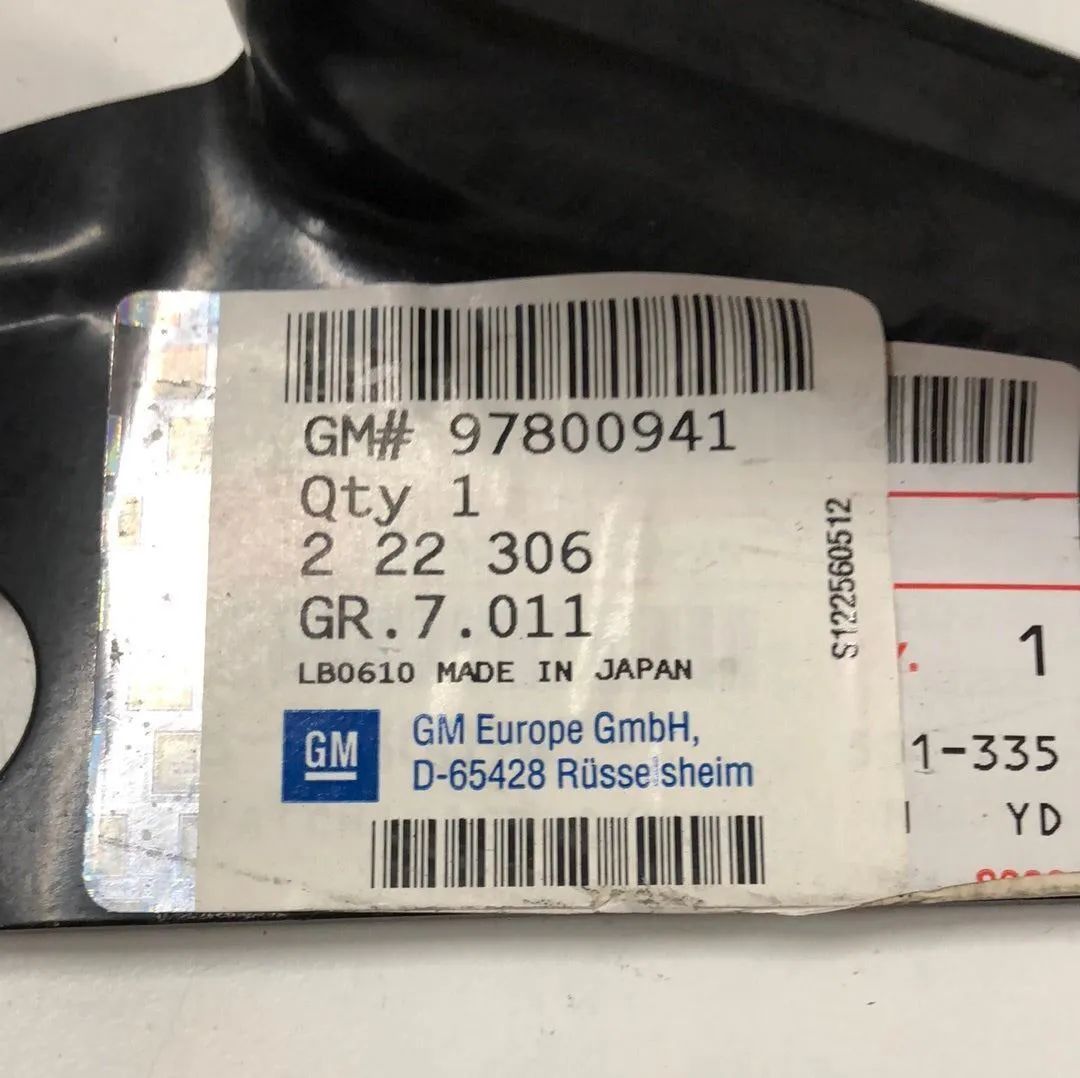 GM# 97800941
Qty 1
2 22 306
GR.7.011
LB0610 MADE IN JAPAN
GM
GM Europe GmbH,
D-65428 Rüsselsheim
S122560512
1
1-335
YD